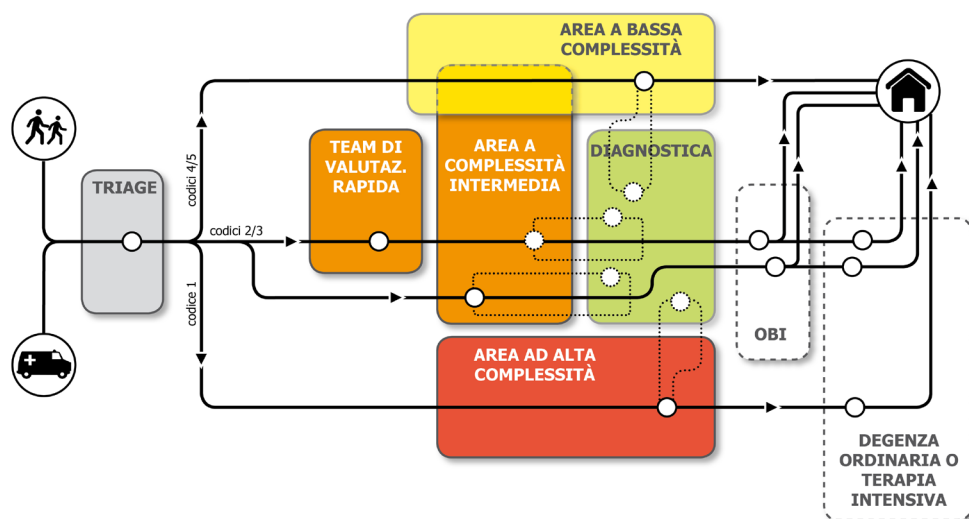 AREA A BASSA
COMPLESSITÀ
TEAM DI
VALUTAZ.
RAPIDA
AREA A
COMPLESSITÀ
INTERMEDIA
DIAGNOSTICA
TRIAGE
codici 4/5
codici 2/3
codice 1
OBI
AREA AD ALTA
COMPLESSITÀ
DEGENZA
ORDINARIA O
TERAPIA
INTENSIVA